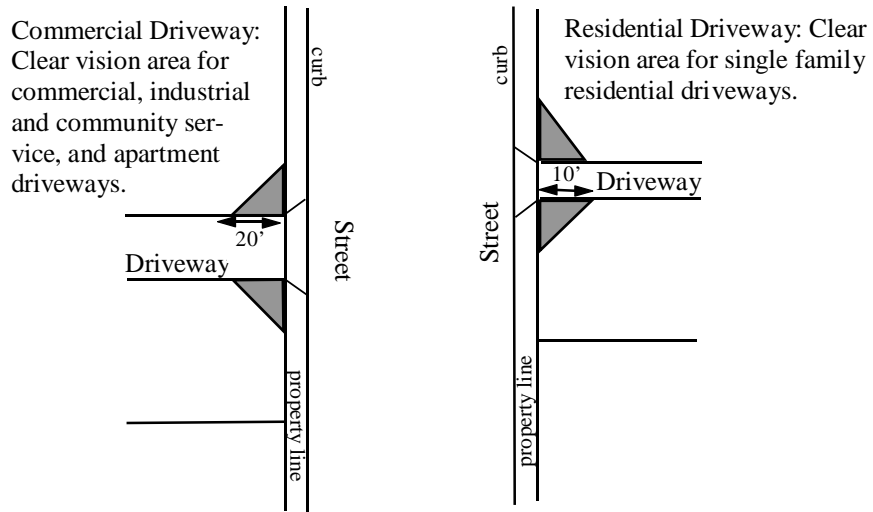 Commercial Driveway:
Clear vision area for
commercial, industrial
and community ser-
vice, and apartment
driveways.
curb
20’
Street
Driveway
property line
Residential Driveway: Clear
vision area for single family
residential driveways.
curb
10’
Driveway
Street
property line